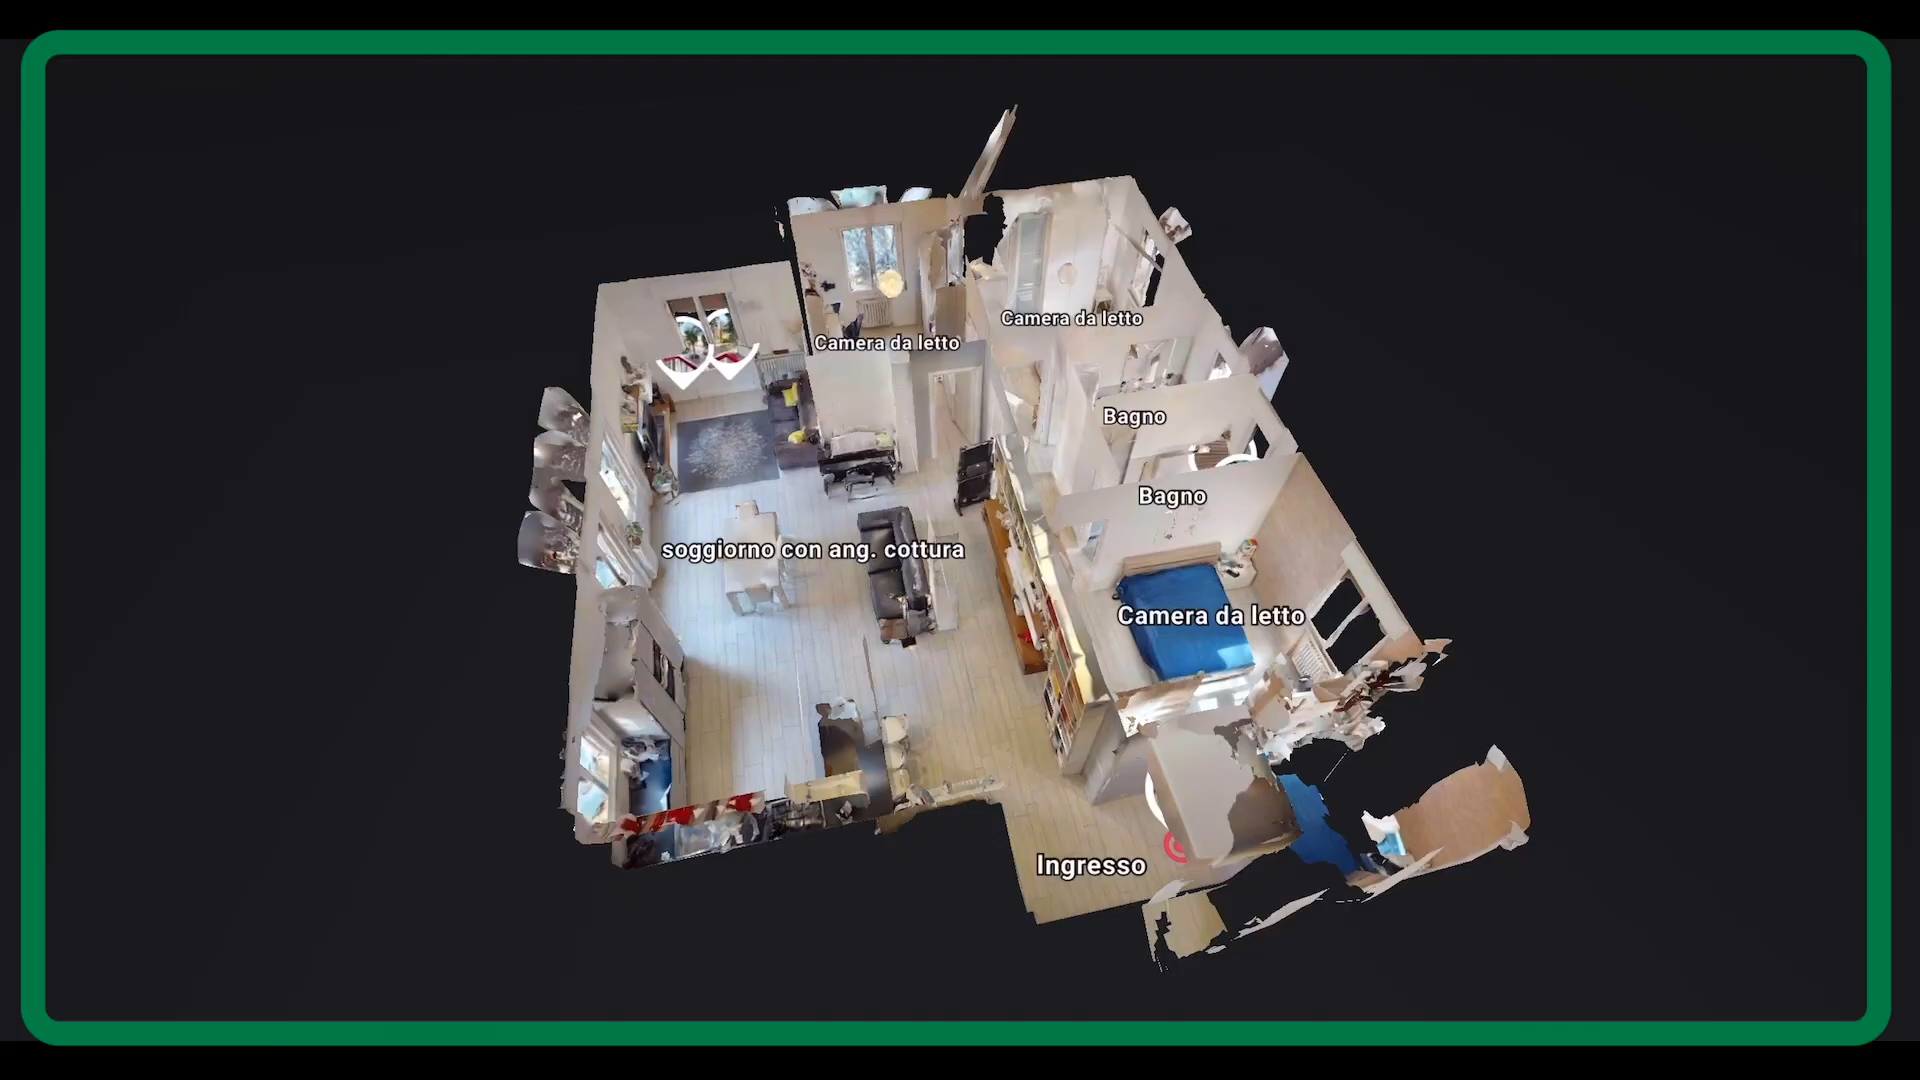 Camera da letto
Camera da letto
Bagno
Bagno
soggiorno con ang. cottura
Camera da letto
Ingresso